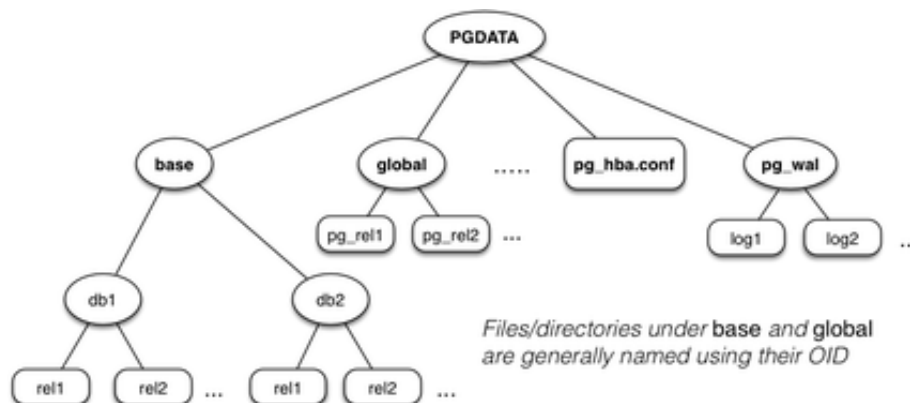 PGDATA
base
global
.....
pg_hba.conf
pg_wal
pg_rel1
pg_rel2
...
log1
log2
...
db1
db2
Files/directories under base and global
are generally named using their OID
rel1
rel2
...
rel1
rel2
...